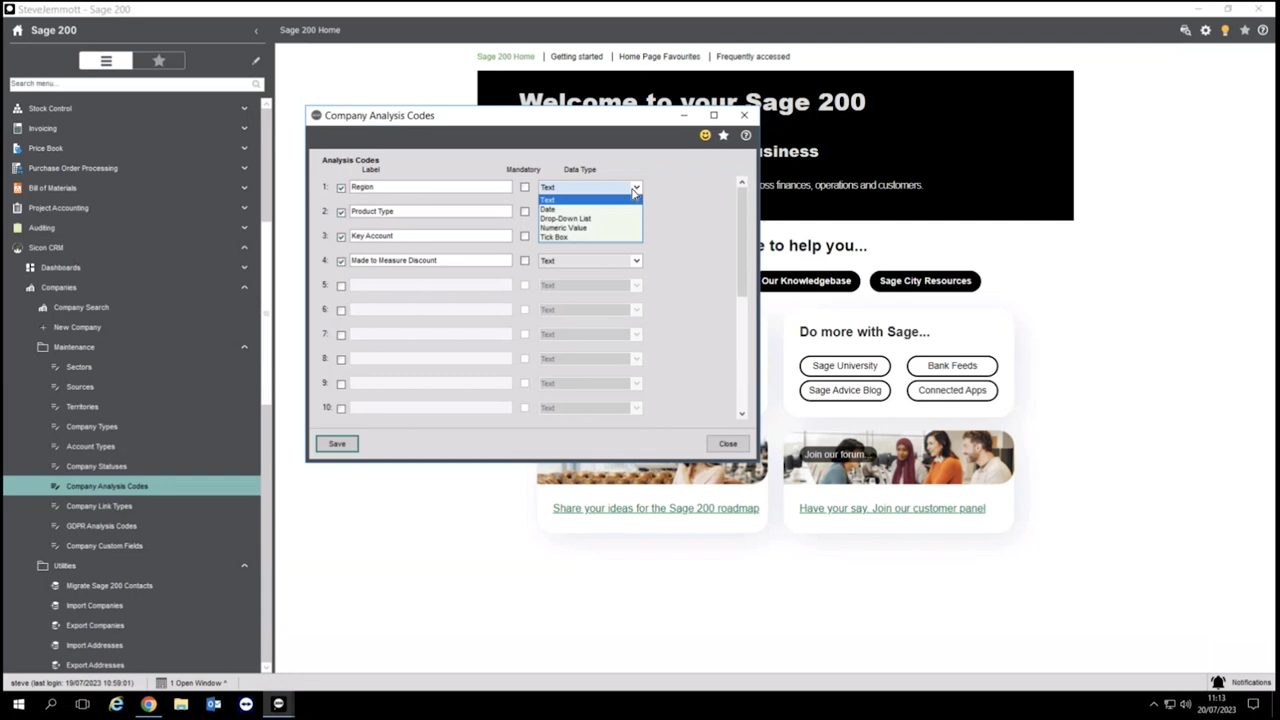 SteveJemmott - Sage 200
Sage 200
Sage 200 Home
Search menu...
Stock Control
Invoicing
Price Book
Purchase Order Processing
Bill of Materials
Project Accounting
Auditing
Sicon CRM
Dashboards
Companies
Company Search
New Company
Maintenance
Sectors
Sources
Territories
Company Types
Account Types
Company Statuses
Company Analysis Codes
Company Link Types
GDPR Analysis Codes
Company Custom Fields
Utilities
Migrate Sage 200 Contacts
Import Companies
Export Companies
Import Addresses
Export Addresses
Sage 200 Home | Getting started | Home Page Favourites | Frequently accessed
Welcome to your Sage 200
usiness
oss finances, operations and your customers.
Company Analysis Codes
Analysis Codes
Label Mandatory Data Type
1: Region Text
Text
Date
Drop-Down List
Numeric Value
Tick Box
2: Product Type
3: Key Account
4: Made to Measure Discount Text
5: Text
6: Text
7: Text
8: Text
9: Text
10: Text
Save Close
e to help you...
Our Knowledgebase Sage City Resources
Do more with Sage...
Sage University Bank Feeds
Sage Advice Blog Connected Apps
Join our forum...
Share your ideas for the Sage 200 roadmap
Have your say. Join our customer panel
steve (last login: 19/07/2023 10:59:01) 1 Open Window
Notifications
11:13
20/07/2023